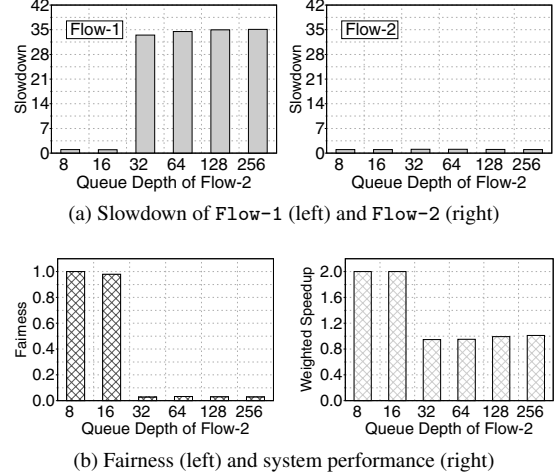 42
35
28
21
14
7
0
Slowdown
Flow-1
8 16 32 64 128 256
Queue Depth of Flow-2
42
35
28
21
14
7
0
Slowdown
Flow-2
8 16 32 64 128 256
Queue Depth of Flow-2
(a) Slowdown of Flow-1 (left) and Flow-2 (right)
1.0
0.8
0.6
0.4
0.2
0.0
Fairness
8 16 32 64 128 256
Queue Depth of Flow-2
2.0
1.6
1.2
0.8
0.4
0.0
Weighted Speedup
8 16 32 64 128 256
Queue Depth of Flow-2
(b) Fairness (left) and system performance (right)